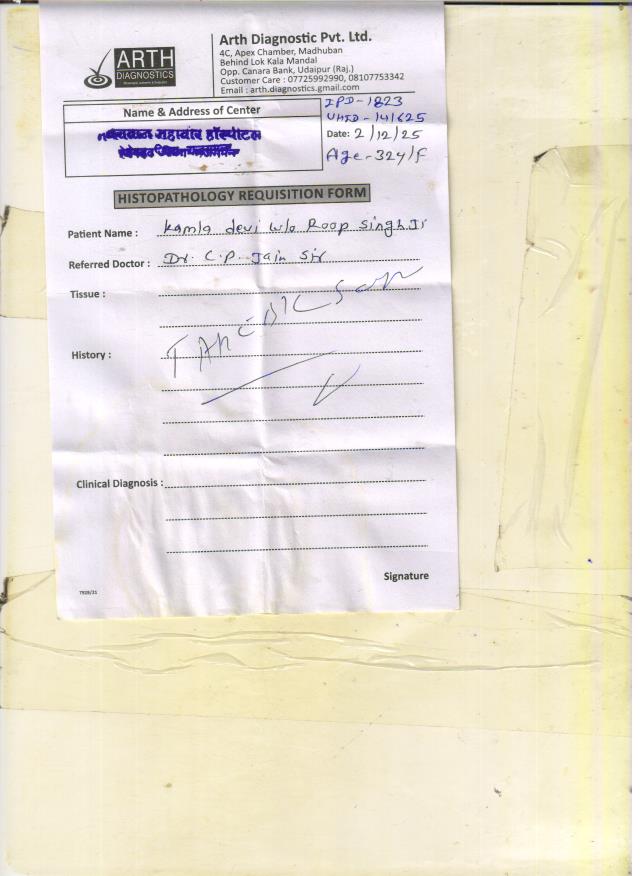 ARTH
DIAGNOSTICS
Arth Diagnostic Pvt. Ltd.
4C, Apex Chamber, Madhuban
Behind Lok Kala Mandal
Opp. Canara Bank, Udaipur (Raj.)
Customer Care : 07725992990, 08107753342
Email : arth.diagnostics.gmail.com
Name & Address of Center
महावीर हॉस्पीटल
IPD-1823
UHID-141625
Date: 2/12/25
Age-32y/F
HISTOPATHOLOGY REQUISITION FORM
Patient Name : Kamla devi w/o Roop Singh Ji
Referred Doctor : Dr. C.P. Jain Sir
Tissue :
History :
Clinical Diagnosis :
Signature